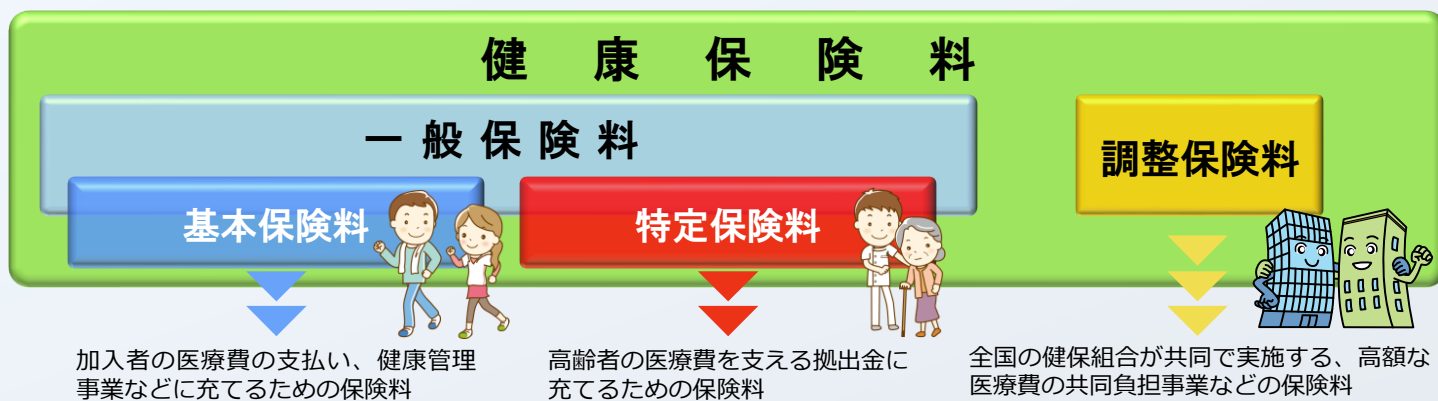 健康保険料
一般保険料
調整保険料
基本保険料
特定保険料
加入者の医療費の支払い、健康管理
事業などに充てるための保険料
高齢者の医療費を支える拠出金に
充てるための保険料
全国の健保組合が共同で実施する、高額な
医療費の共同負担事業などの保険料